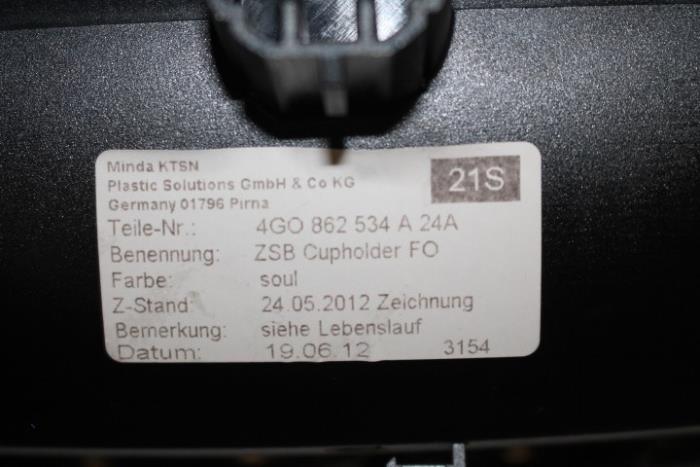 Minda KTSN
Plastic Solutions GmbH & Co KG
Germany 01796 Pirna
21S
Teile-Nr.: 4GO 862 534 A 24A
Benennung: ZSB Cupholder FO
Farbe: soul
Z-Stand: 24.05.2012 Zeichnung
Bemerkung: siehe Lebenslauf
Datum: 19.06.12 3154